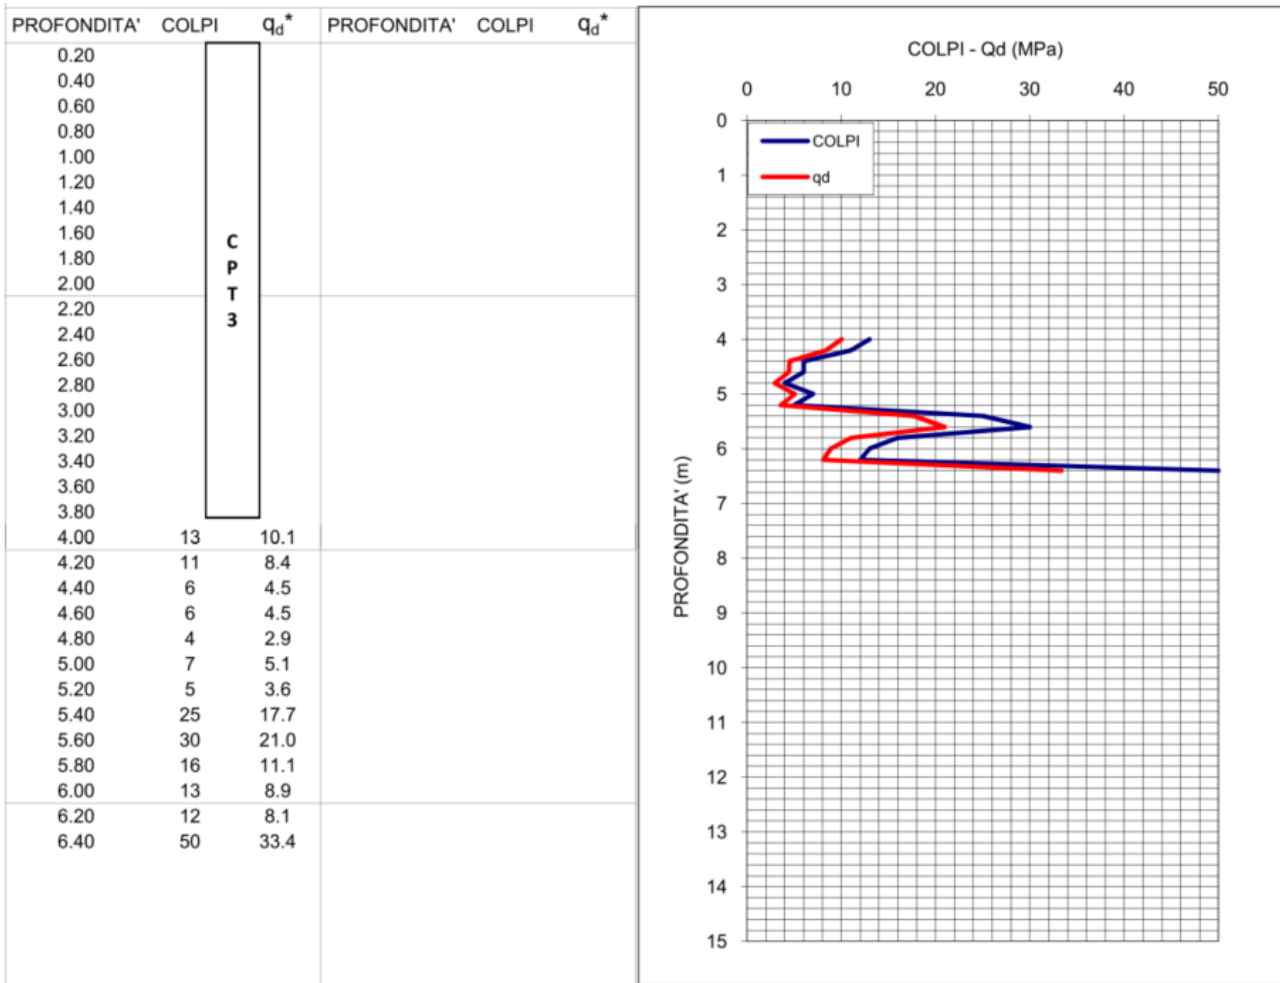 PROFONDITA' COLPI qd* PROFONDITA' COLPI qd*
0.20
0.40
0.60
0.80
1.00
1.20
1.40
1.60
1.80
2.00
2.20
2.40
2.60
2.80
3.00
3.20
3.40
3.60
3.80
C
P
T
3
4.00 13 10.1
4.20 11 8.4
4.40 6 4.5
4.60 6 4.5
4.80 4 2.9
5.00 7 5.1
5.20 5 3.6
5.40 25 17.7
5.60 30 21.0
5.80 16 11.1
6.00 13 8.9
6.20 12 8.1
6.40 50 33.4
COLPI - Qd (MPa)
0 10 20 30 40 50
COLPI
qd
PROFONDITA' (m)
0
1
2
3
4
5
6
7
8
9
10
11
12
13
14
15